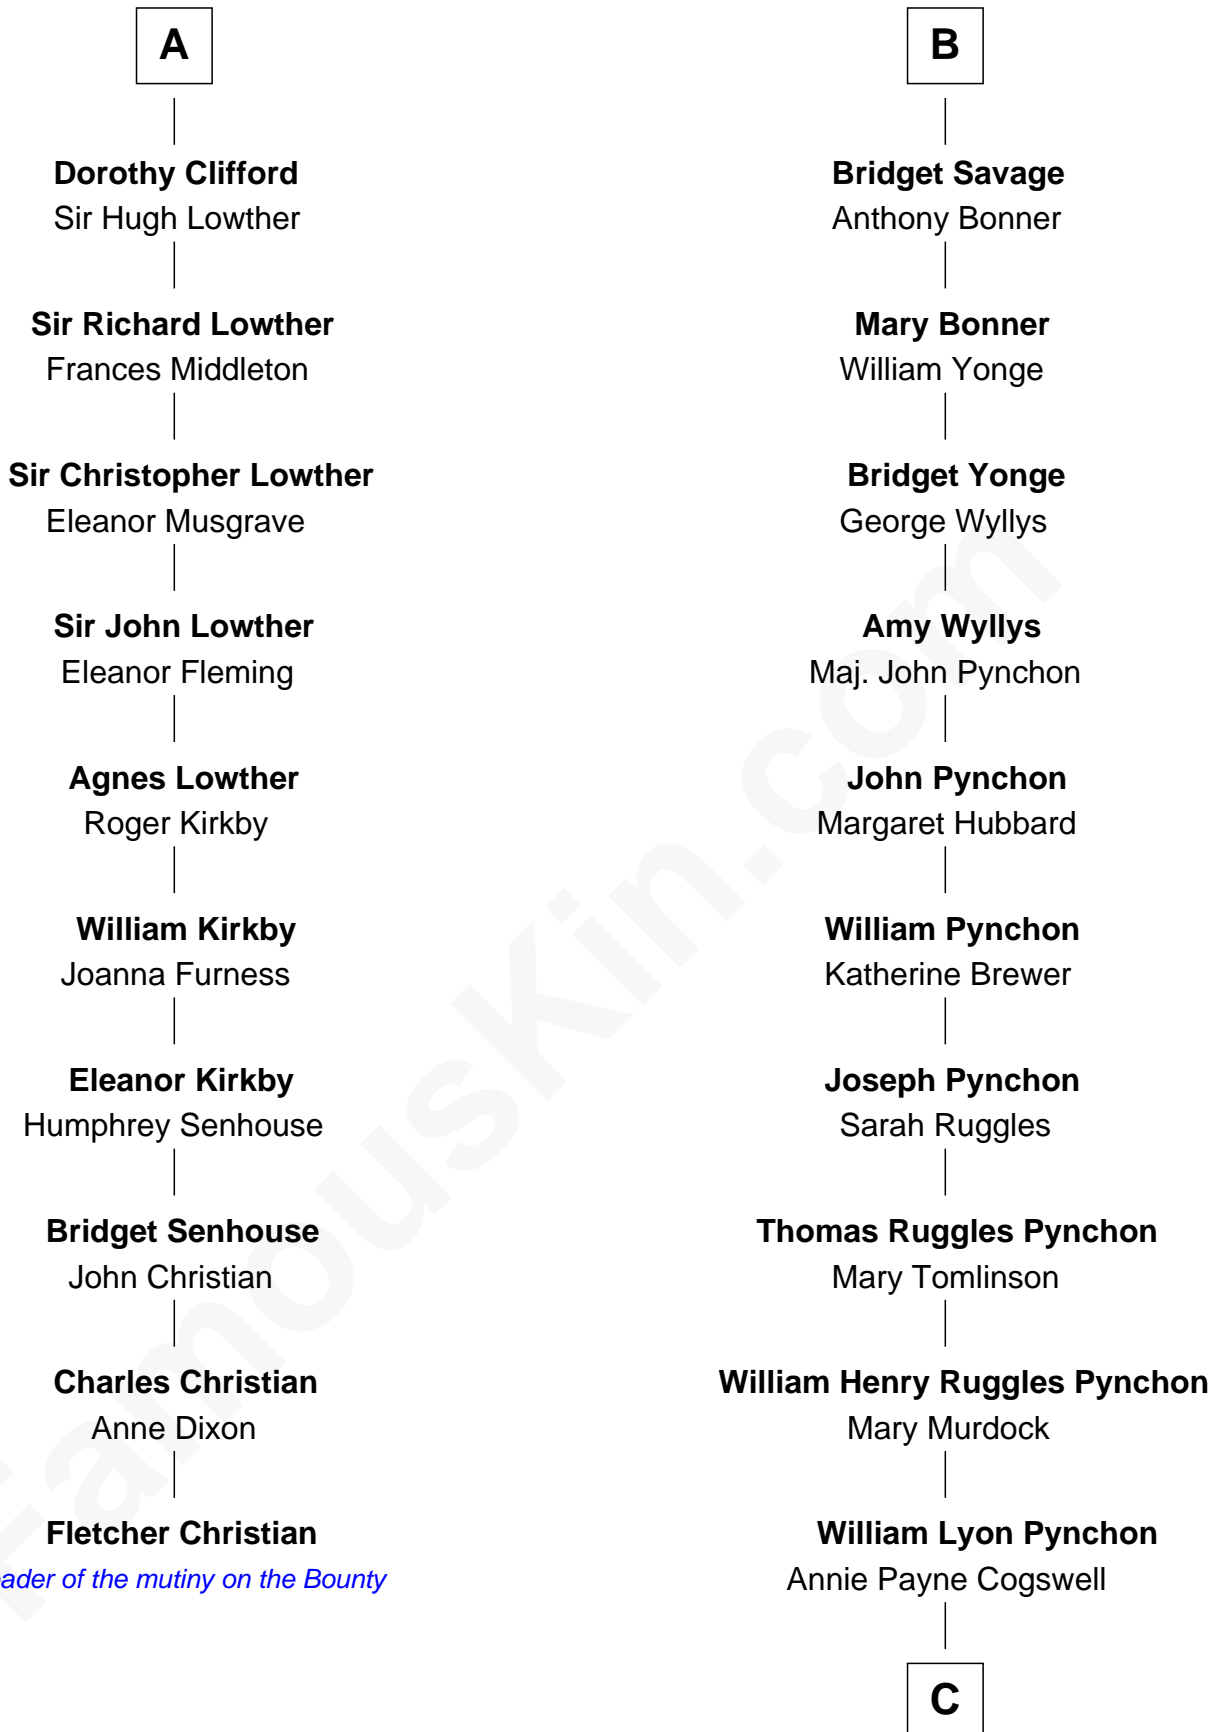 A
Dorothy Clifford
Sir Hugh Lowther
Sir Richard Lowther
Frances Middleton
Sir Christopher Lowther
Eleanor Musgrave
Sir John Lowther
Eleanor Fleming
Agnes Lowther
Roger Kirkby
William Kirkby
Joanna Furness
Eleanor Kirkby
Humphrey Senhouse
Bridget Senhouse
John Christian
Charles Christian
Anne Dixon
Fletcher Christian
ader of the mutiny on the Bounty
B
Bridget Savage
Anthony Bonner
Mary Bonner
William Yonge
Bridget Yonge
George Wyllys
Amy Wyllys
Maj. John Pynchon
John Pynchon
Margaret Hubbard
William Pynchon
Katherine Brewer
Joseph Pynchon
Sarah Ruggles
Thomas Ruggles Pynchon
Mary Tomlinson
William Henry Ruggles Pynchon
Mary Murdock
William Lyon Pynchon
Annie Payne Cogswell
C
FamousKin.com